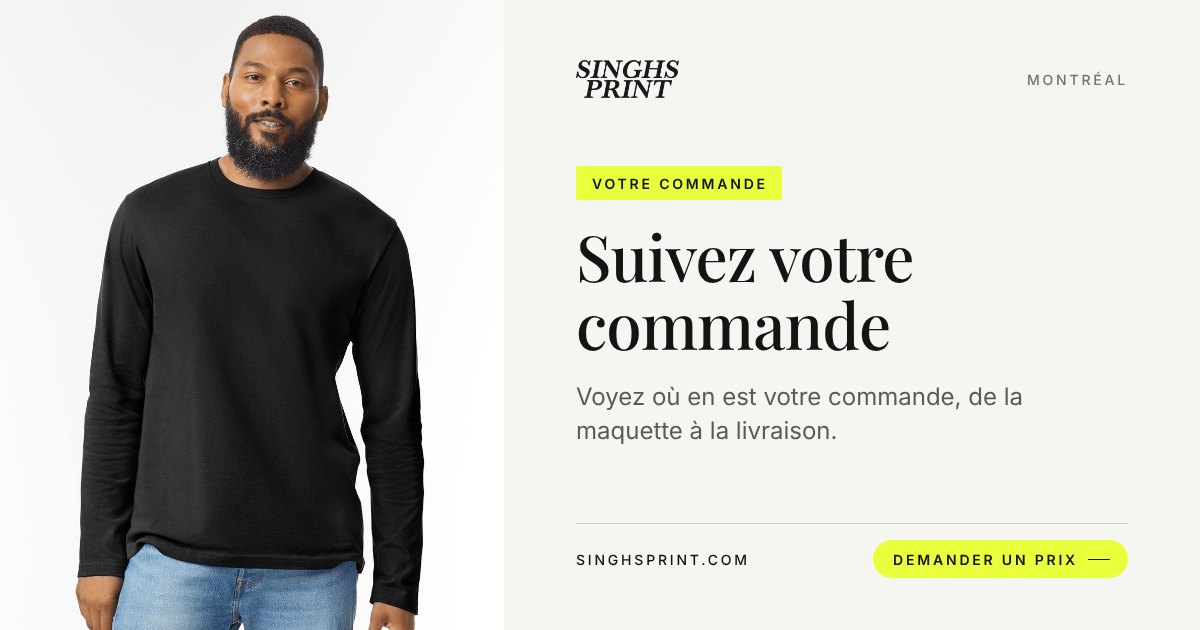 SINGHS
PRINT
MONTRÉAL
VOTRE COMMANDE
Suivez votre
commande
Voyez où en est votre commande, de la
maquette à la livraison.
SINGHSPRINT.COM
DEMANDER UN PRIX